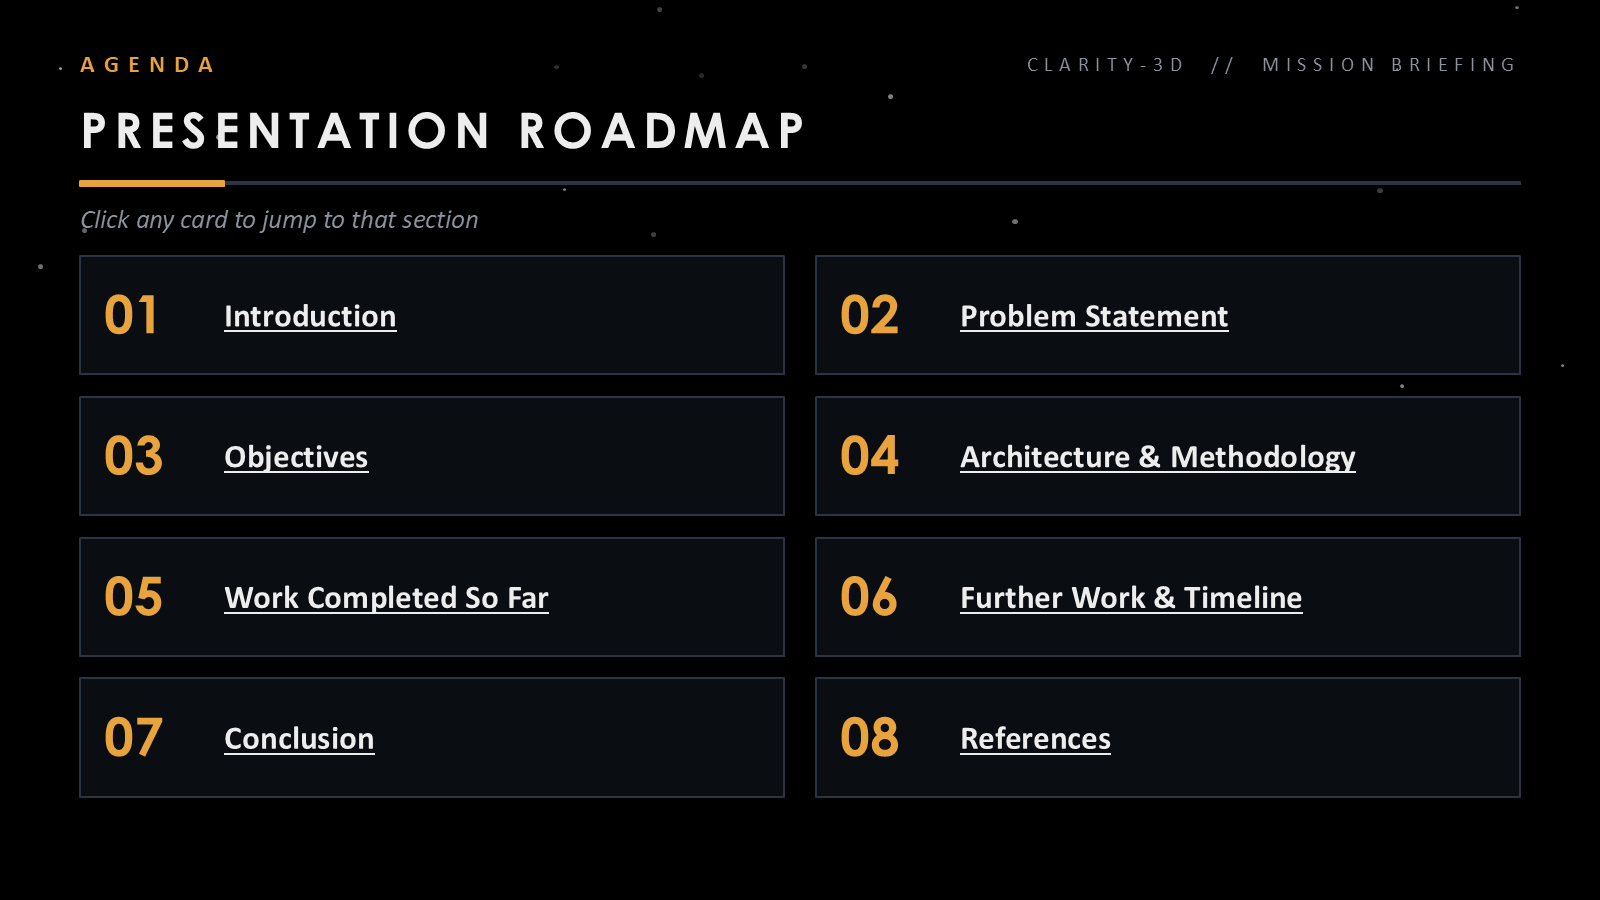 AGENDA
CLARITY-3D // MISSION BRIEFING
PRESENTATION ROADMAP
Click any card to jump to that section
01 Introduction
02 Problem Statement
03 Objectives
04 Architecture & Methodology
05 Work Completed So Far
06 Further Work & Timeline
07 Conclusion
08 References